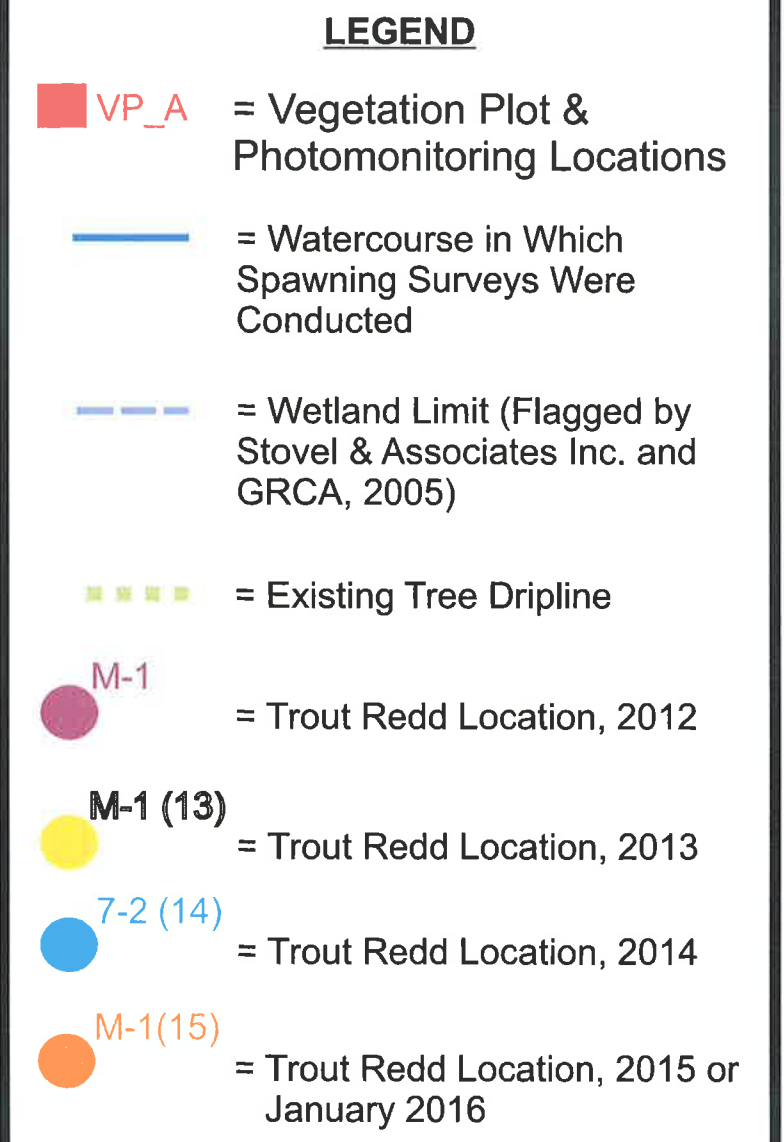 LEGEND
VP_A = Vegetation Plot &
Photomonitoring Locations
= Watercourse in Which
Spawning Surveys Were
Conducted
= Wetland Limit (Flagged by
Stovel & Associates Inc. and
GRCA, 2005)
= Existing Tree Dripline
M-1
= Trout Redd Location, 2012
M-1 (13)
= Trout Redd Location, 2013
7-2 (14)
= Trout Redd Location, 2014
M-1(15)
= Trout Redd Location, 2015 or
January 2016